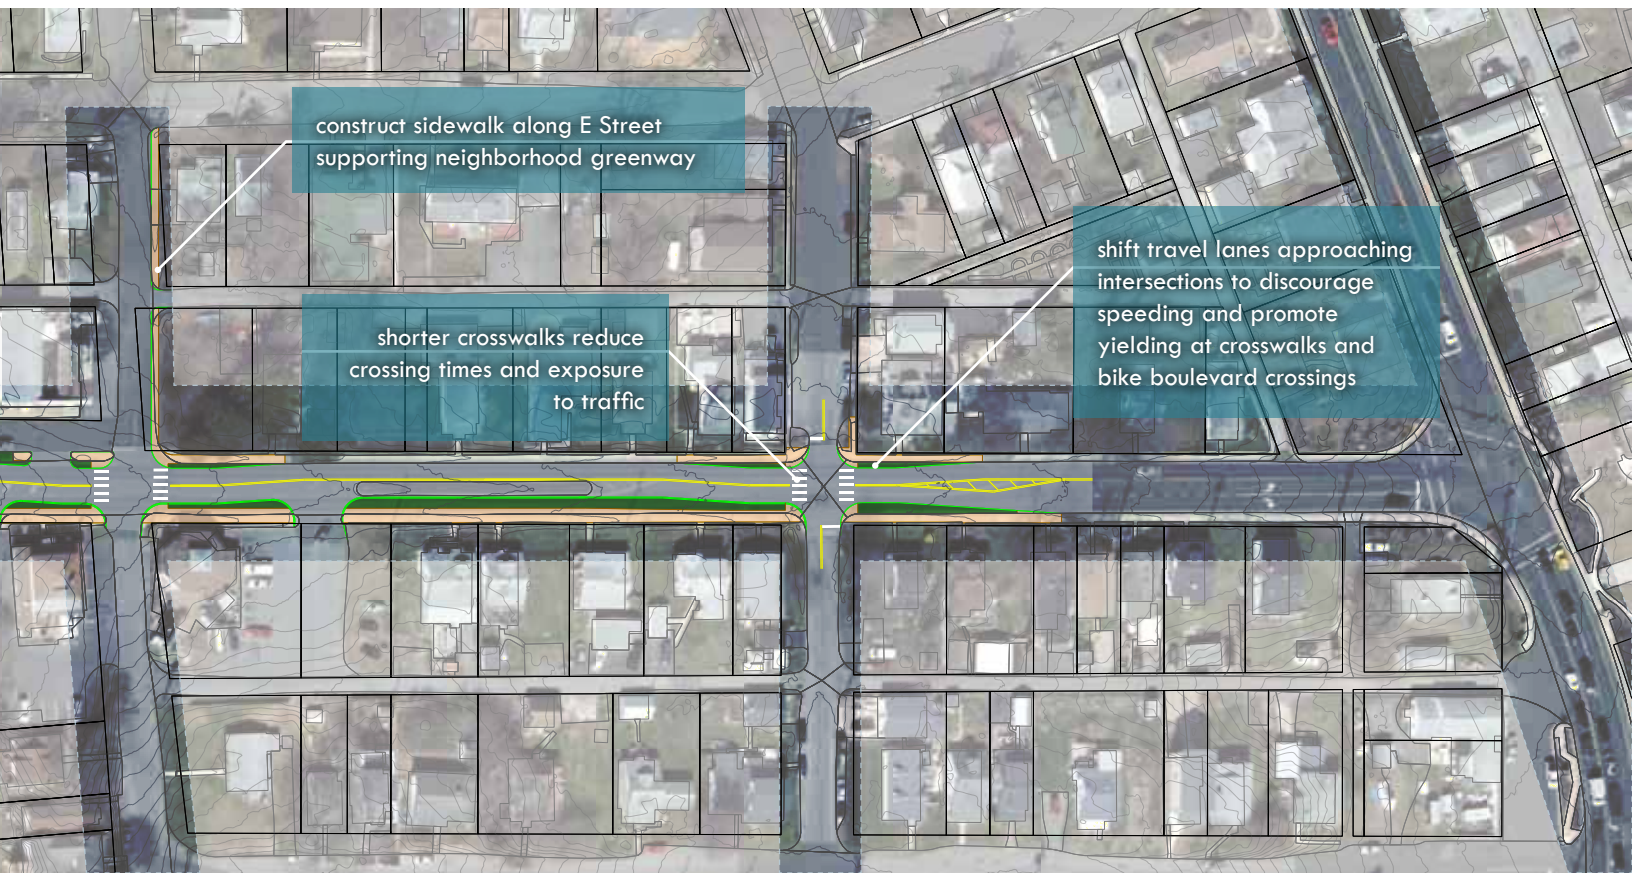 construct sidewalk along E Street
supporting neighborhood greenway
shift travel lanes approaching
intersections to discourage
speeding and promote
yielding at crosswalks and
bike boulevard crossings
shorter crosswalks reduce
crossing times and exposure
to traffic